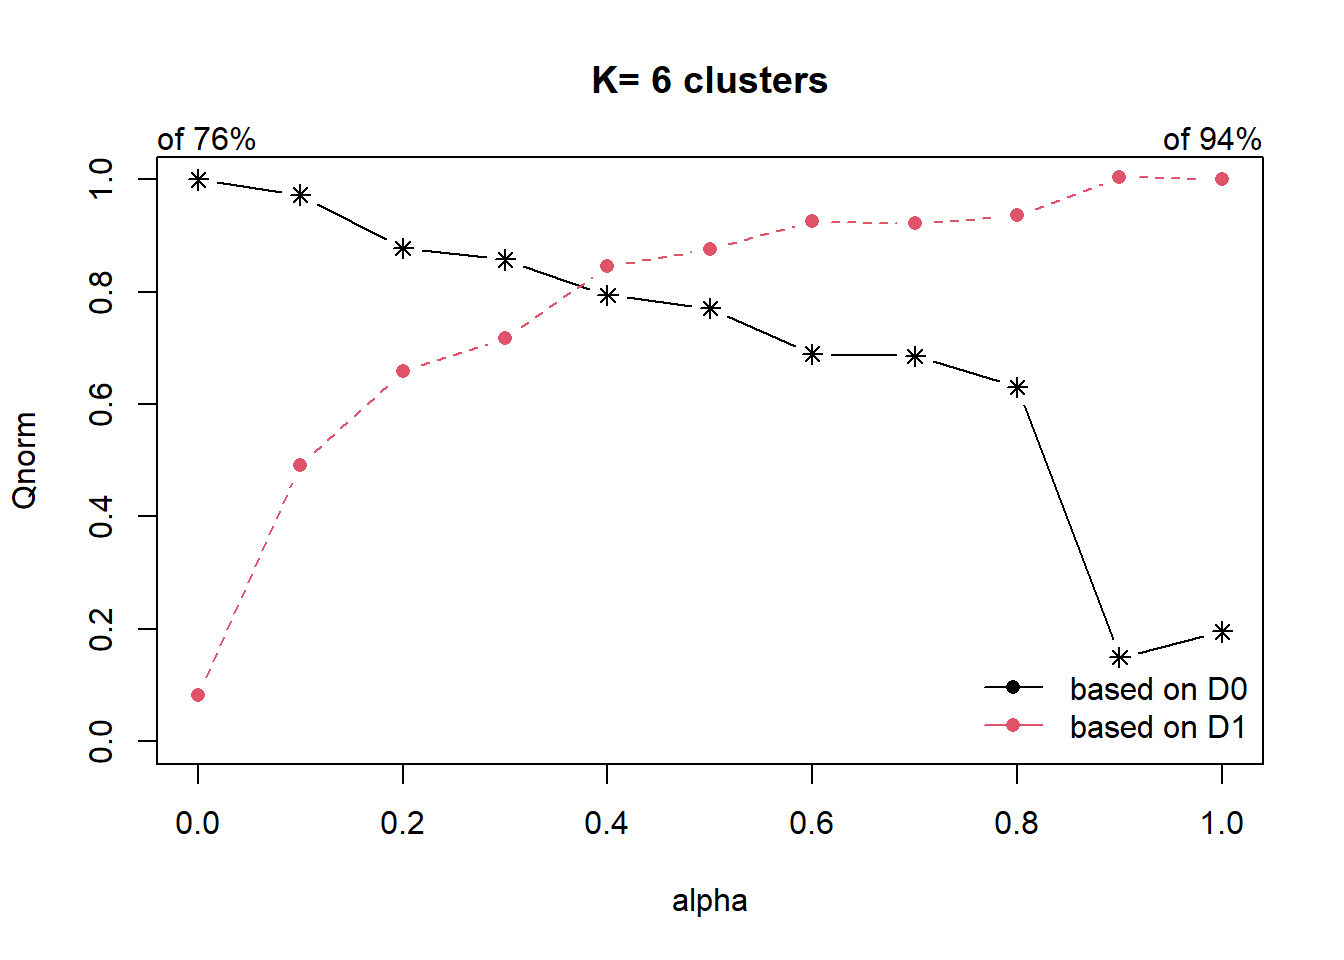 K= 6 clusters
of 76%
of 94%
Qnorm
1.0
0.8
0.6
0.4
0.2
0.0
based on D0
based on D1
0.0 0.2 0.4 0.6 0.8 1.0
alpha